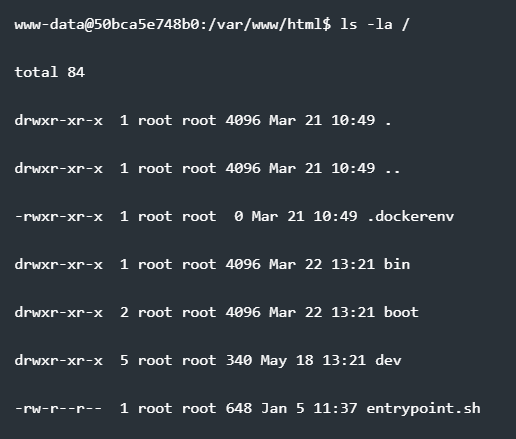 www-data@50bca5e748b0:/var/www/html$ ls -la /
total 84
drwxr-xr-x  1 root root 4096 Mar 21 10:49 .
drwxr-xr-x  1 root root 4096 Mar 21 10:49 ..
-rwxr-xr-x  1 root root  0 Mar 21 10:49 .dockerenv
drwxr-xr-x  1 root root 4096 Mar 22 13:21 bin
drwxr-xr-x  2 root root 4096 Mar 22 13:21 boot
drwxr-xr-x  5 root root 340 May 18 13:21 dev
-rw-r--r--  1 root root 648 Jan 5 11:37 entrypoint.sh